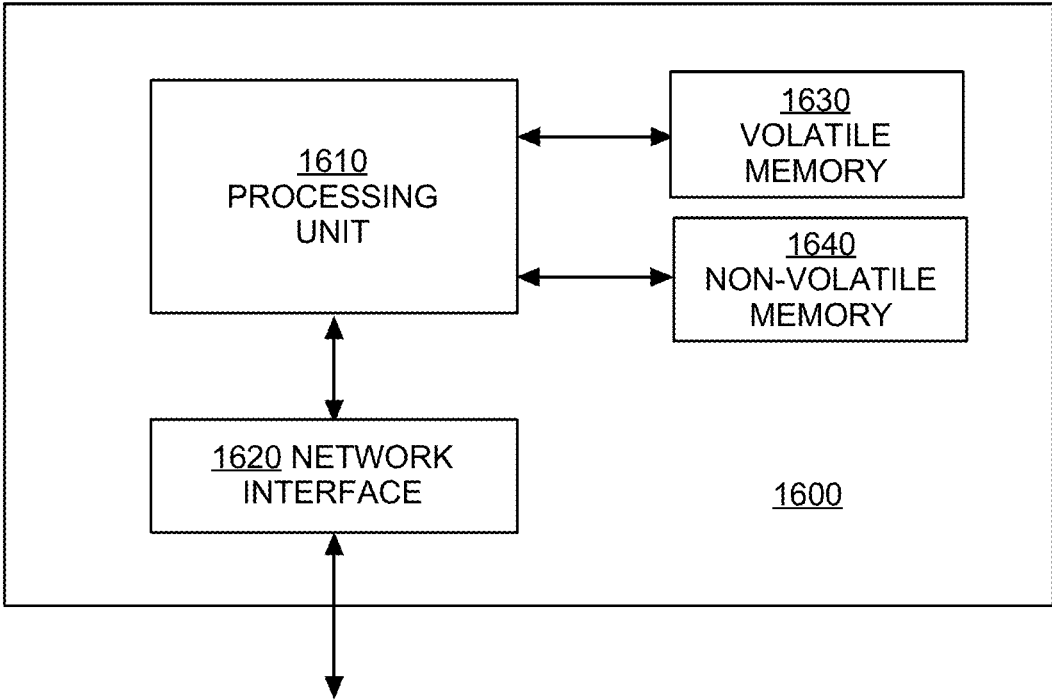 1610
PROCESSING
UNIT
1630
VOLATILE
MEMORY
1640
NON-VOLATILE
MEMORY
1620 NETWORK
INTERFACE
1600